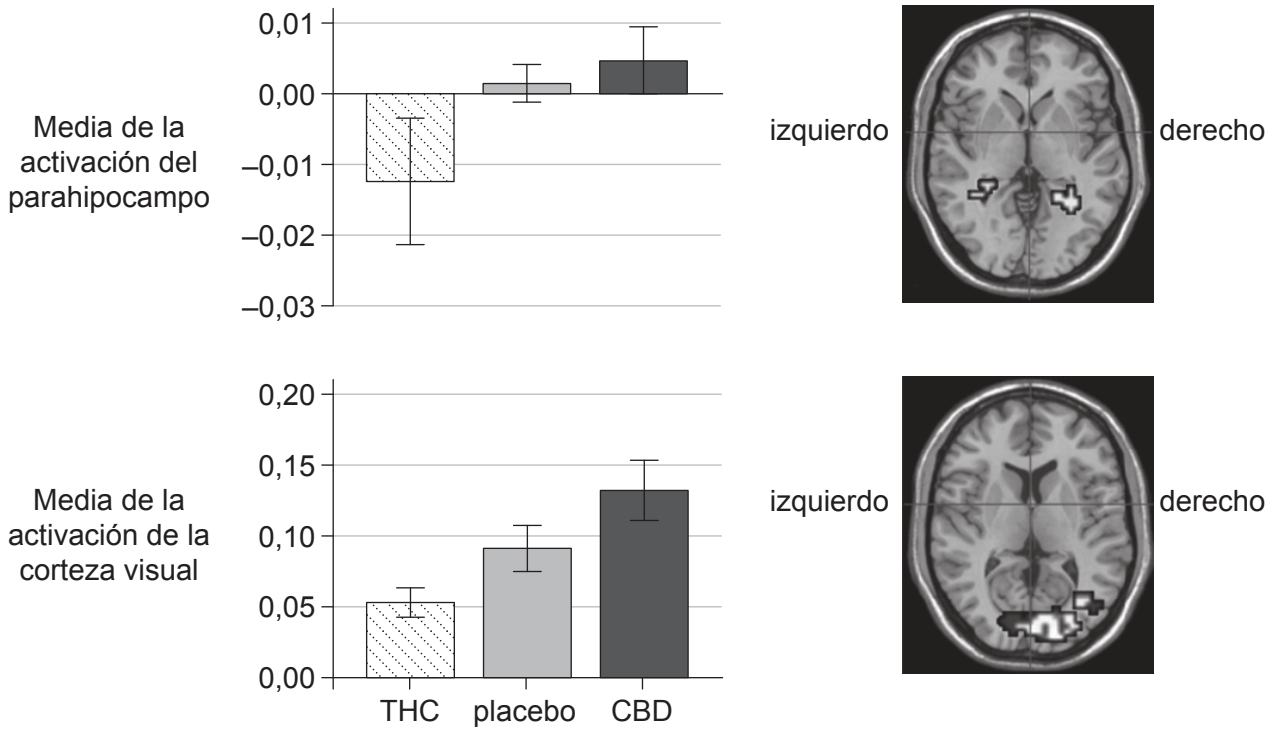 0,01
0,00
–0,01
–0,02
–0,03
Media de la
activación del
parahipocampo
izquierdo
derecho
0,20
0,15
0,10
0,05
0,00
Media de la
activación de la
corteza visual
THC placebo CBD
izquierdo
derecho